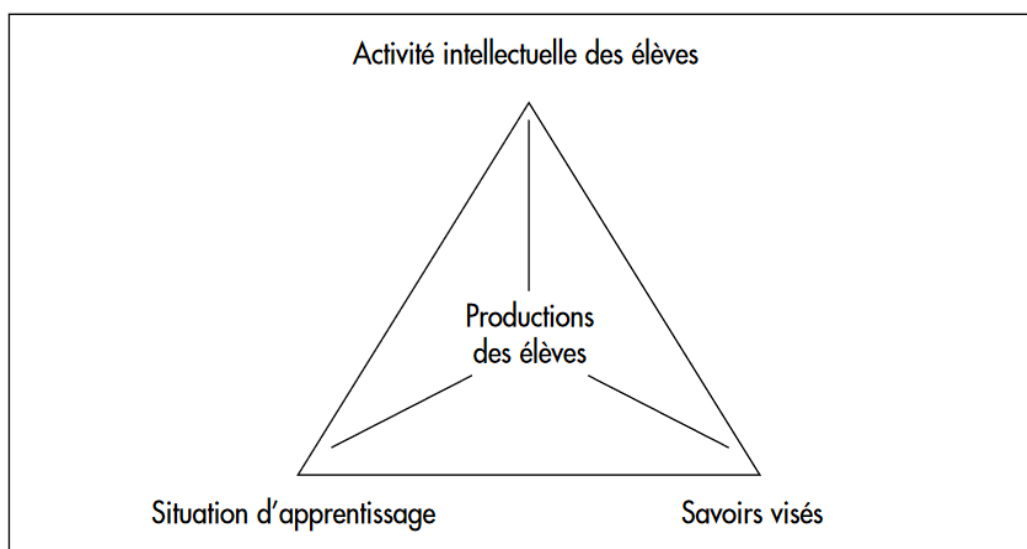 Activité intellectuelle des élèves
Productions
des élèves
Situation d’apprentissage
Savoirs visés